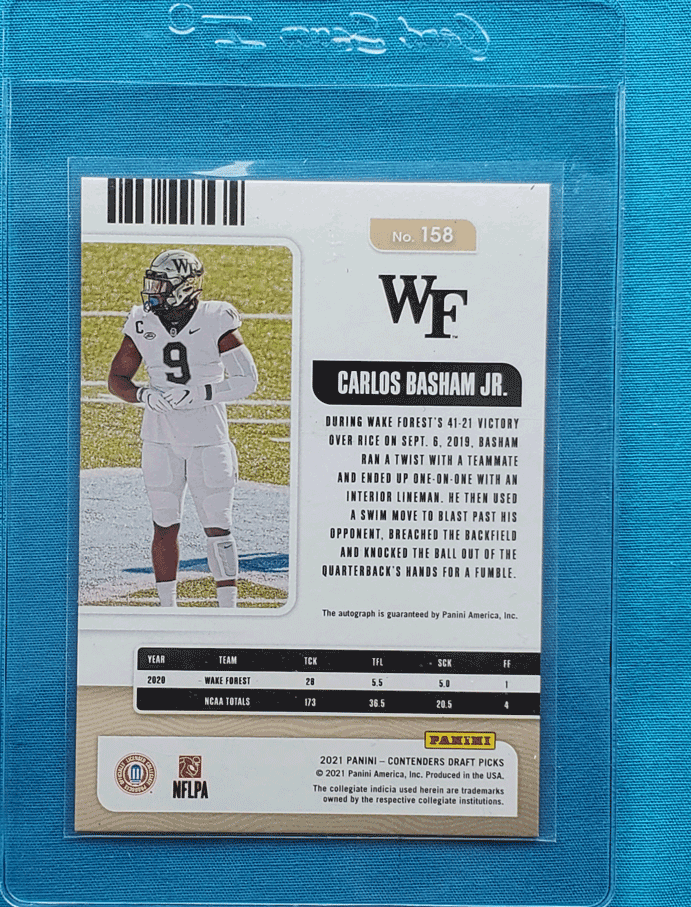 No. 158
WF
CARLOS BASHAM JR.
DURING WAKE FOREST'S 41-21 VICTORY
OVER RICE ON SEPT. 6, 2019, BASHAM
RAN A TWIST WITH A TEAMMATE
AND ENDED UP ONE-ON-ONE WITH AN
INTERIOR LINEMAN. HE THEN USED
A SWIM MOVE TO BLAST PAST HIS
OPPONENT, BREACHED THE BACKFIELD
AND KNOCKED THE BALL OUT OF THE
QUARTERBACK'S HANDS FOR A FUMBLE.
The autograph is guaranteed by Panini America, Inc.
YEAR TEAM TCK TFL SCK FF
2020 WAKE FOREST 28 5.5 5.0 1
NCAA TOTALS 173 36.5 20.5 4
PANINI
2021 PANINI – CONTENDERS DRAFT PICKS
© 2021 Panini America, Inc. Produced in the USA.
The collegiate indicia used herein are trademarks
owned by the respective collegiate institutions.
NFLPA
W
C
9